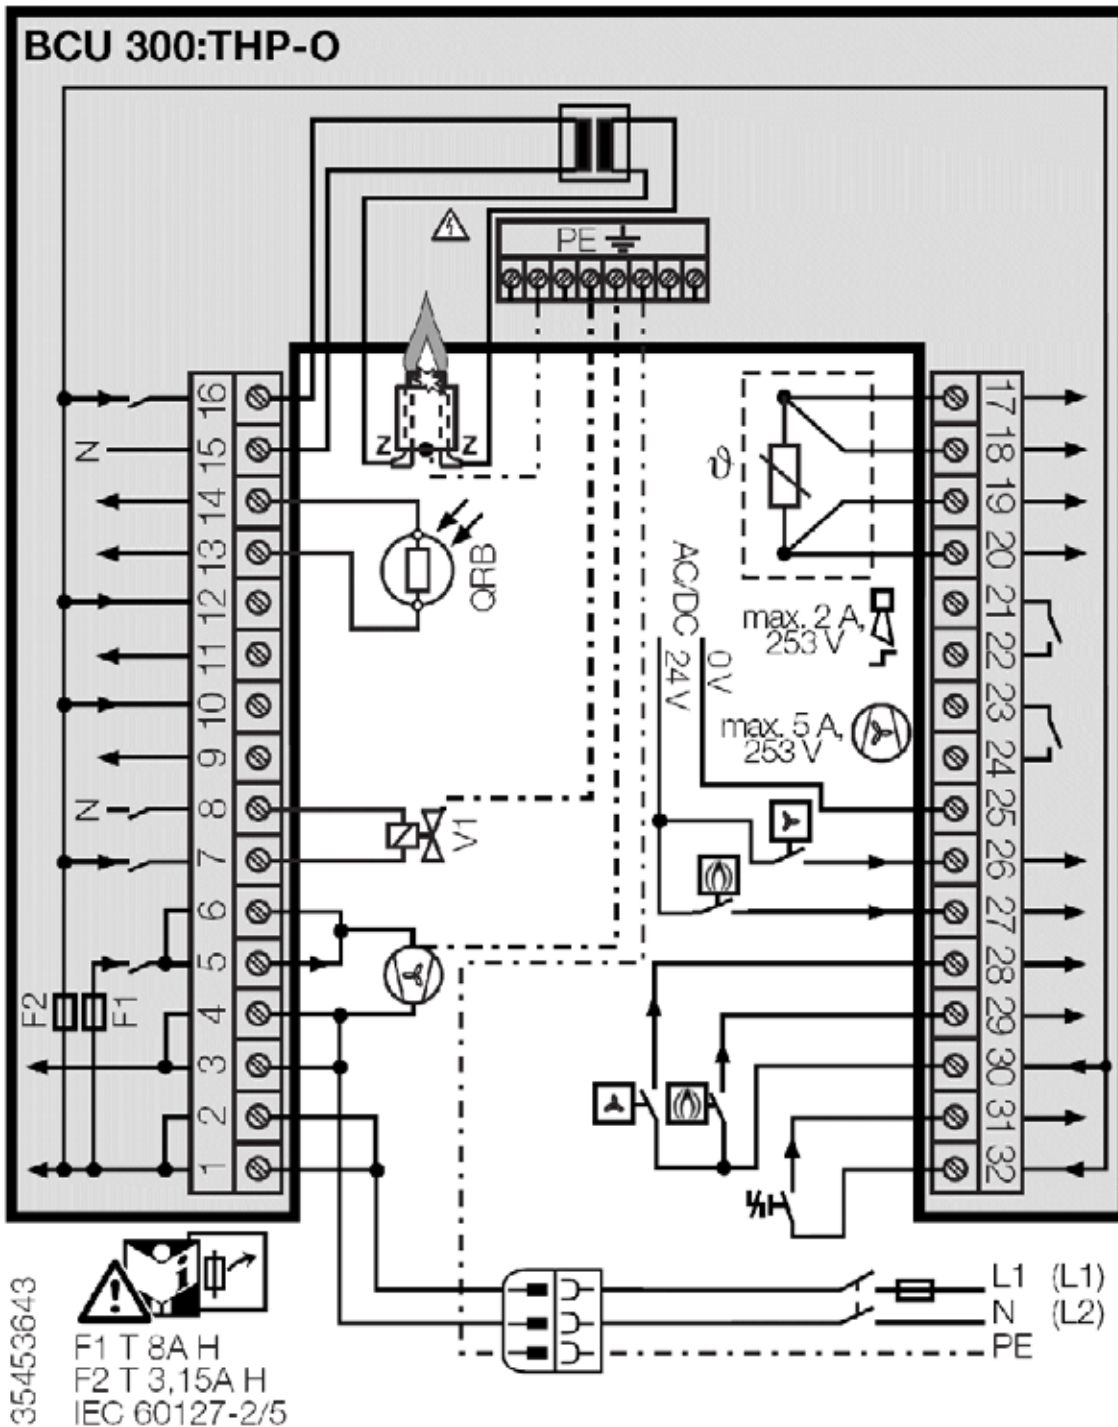 BCU 300:THP-O
PE
16
15
14
13
12
11
10
9
8
7
6
5
4
3
2
1
N
N
F2
F1
Z
Z
QRB
V1
ϑ
AC/DC
24 V
0 V
max. 2 A,
253 V
max. 5 A,
253 V
17
18
19
20
21
22
23
24
25
26
27
28
29
30
31
32
L1 (L1)
N (L2)
PE
i
F1 T 8A H
F2 T 3,15A H
IEC 60127-2/5
35453643